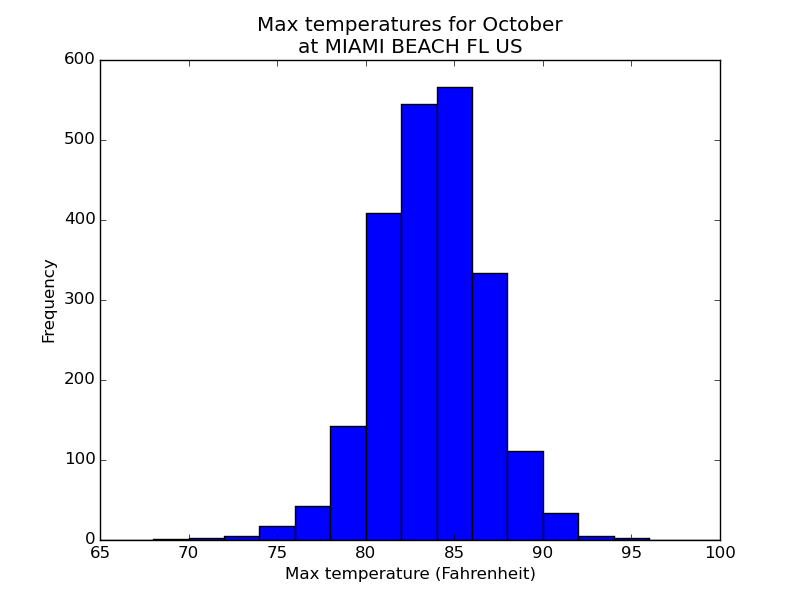 Max temperatures for October
at MIAMI BEACH FL US
600
500
400
300
200
100
0
Frequency
65 70 75 80 85 90 95 100
Max temperature (Fahrenheit)